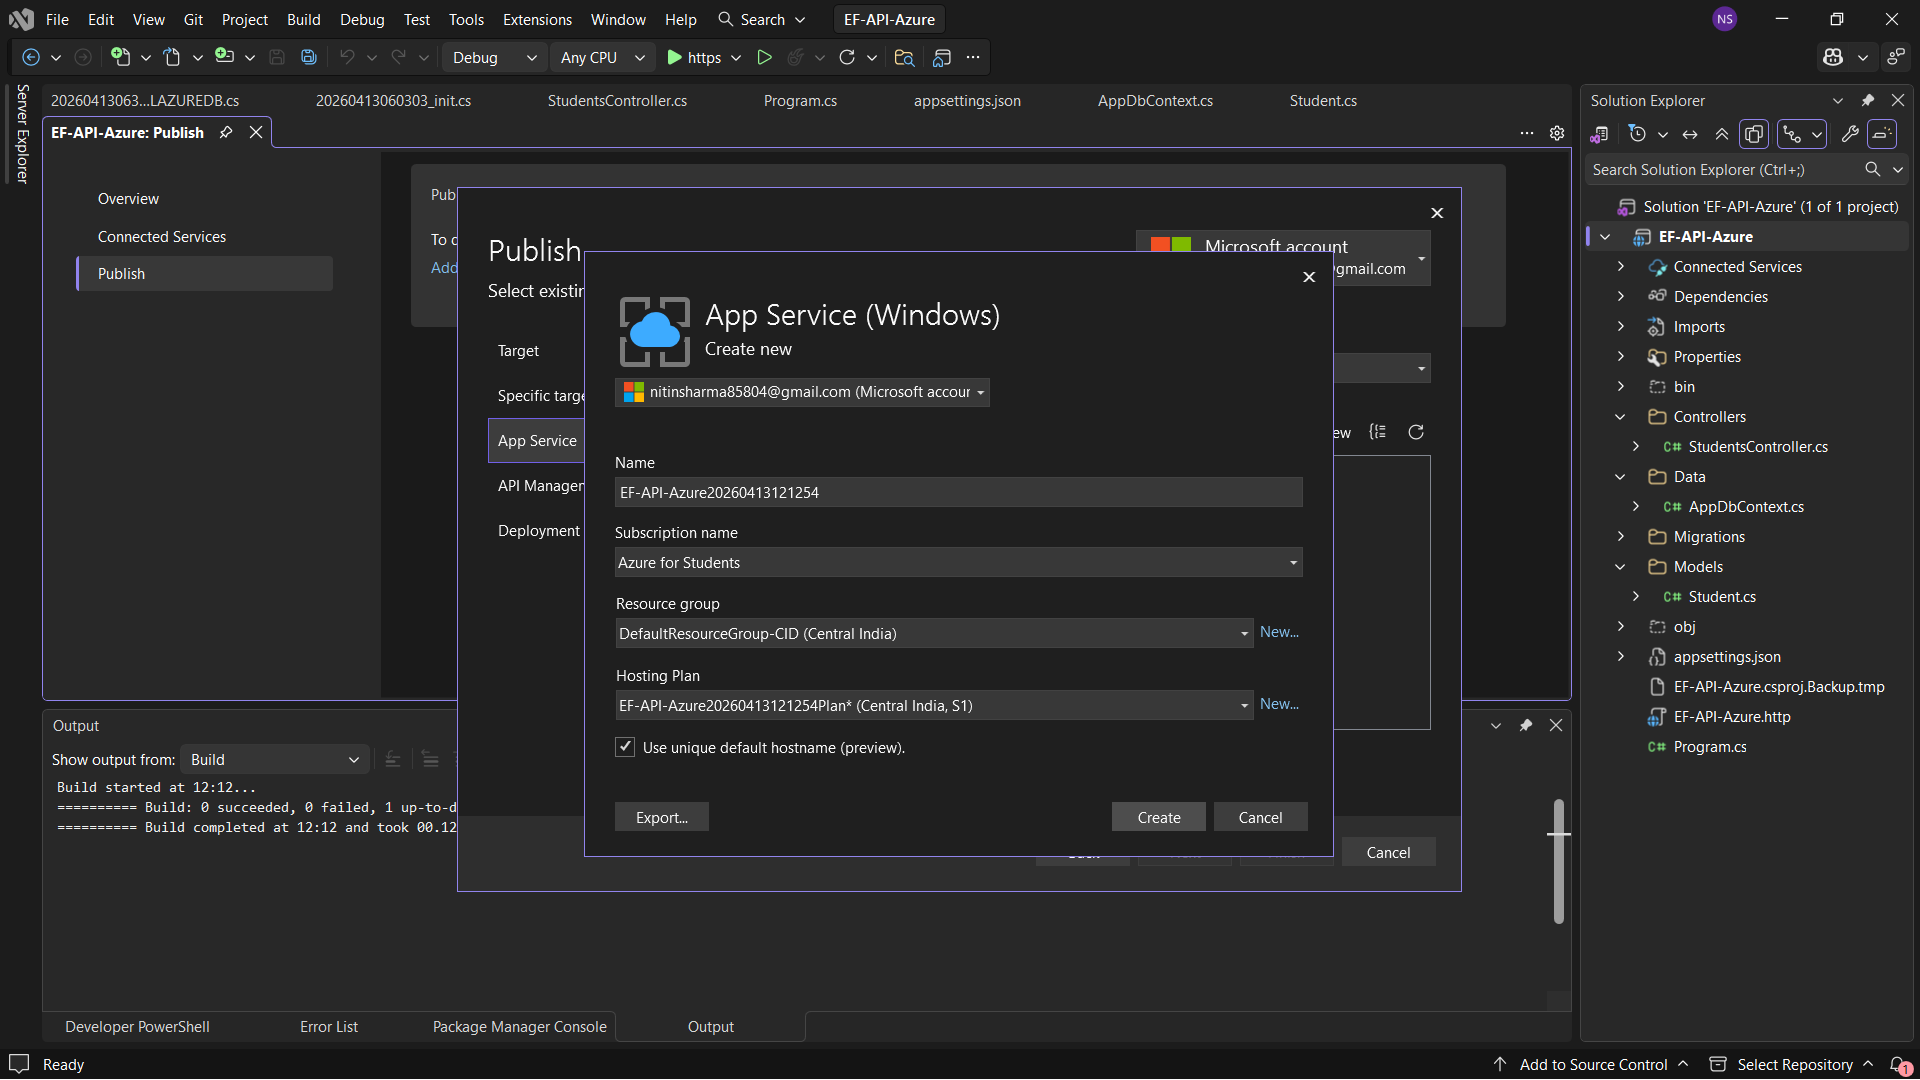 File Edit View Git Project Build Debug Test Tools Extensions Window Help Search EF-API-Azure NS
Debug Any CPU https
Server Explorer
20260413063...LAZUREDB.cs 20260413060303_init.cs StudentsController.cs Program.cs appsettings.json AppDbContext.cs Student.cs
EF-API-Azure: Publish
Overview
Connected Services
Publish
Pub
To d
Add
Publish
Select existin
Microsoft account
@gmail.com
Target
Specific targe
App Service
API Manager
Deployment
ew
App Service (Windows)
Create new
nitinsharma85804@gmail.com (Microsoft accour
Name
EF-API-Azure20260413121254
Subscription name
Azure for Students
Resource group
DefaultResourceGroup-CID (Central India) New...
Hosting Plan
EF-API-Azure20260413121254Plan* (Central India, S1) New...
Use unique default hostname (preview).
Export... Create Cancel
Cancel
Output
Show output from: Build
Build started at 12:12...
========== Build: 0 succeeded, 0 failed, 1 up-to-d
========== Build completed at 12:12 and took 00.12
Developer PowerShell Error List Package Manager Console Output
Solution Explorer
Search Solution Explorer (Ctrl+;)
Solution 'EF-API-Azure' (1 of 1 project)
EF-API-Azure
Connected Services
Dependencies
Imports
Properties
bin
Controllers
C# StudentsController.cs
Data
C# AppDbContext.cs
Migrations
Models
C# Student.cs
obj
appsettings.json
EF-API-Azure.csproj.Backup.tmp
EF-API-Azure.http
C# Program.cs
Ready Add to Source Control Select Repository 1